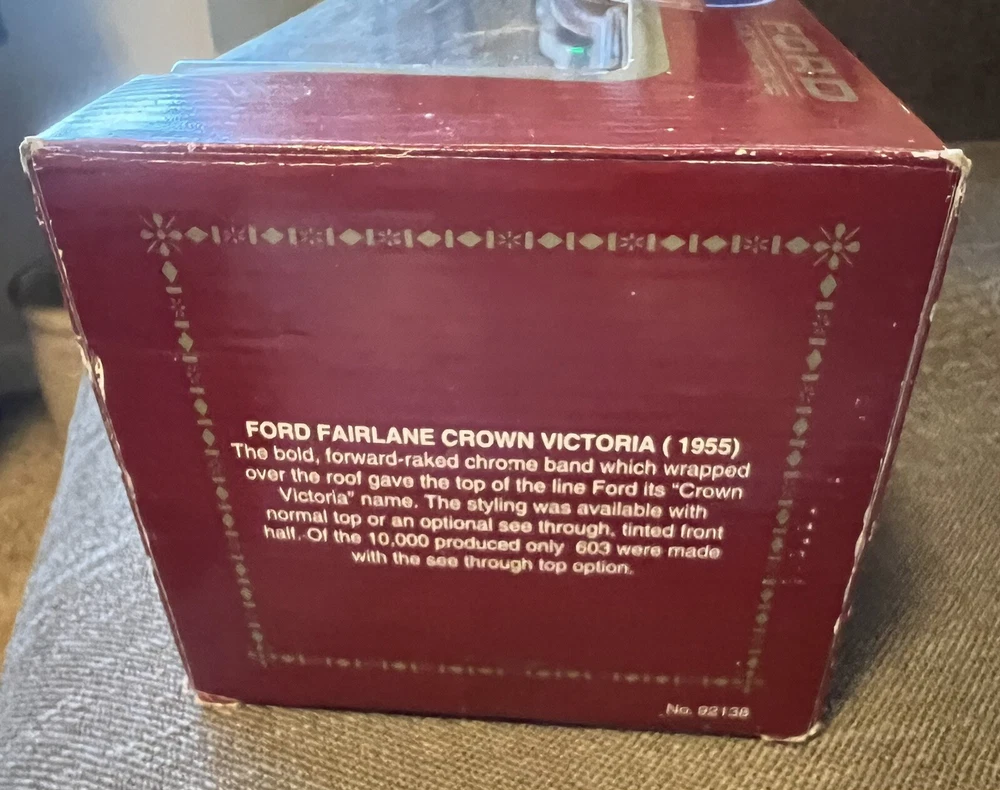 FORD
FORD FAIRLANE CROWN VICTORIA ( 1955)
The bold, forward-raked chrome band which wrapped
over the roof gave the top of the line Ford its "Crown
Victoria" name. The styling was available with
normal top or an optional see through, tinted front
half. Of the 10,000 produced only 603 were made
with the see through top option.
No. 92138